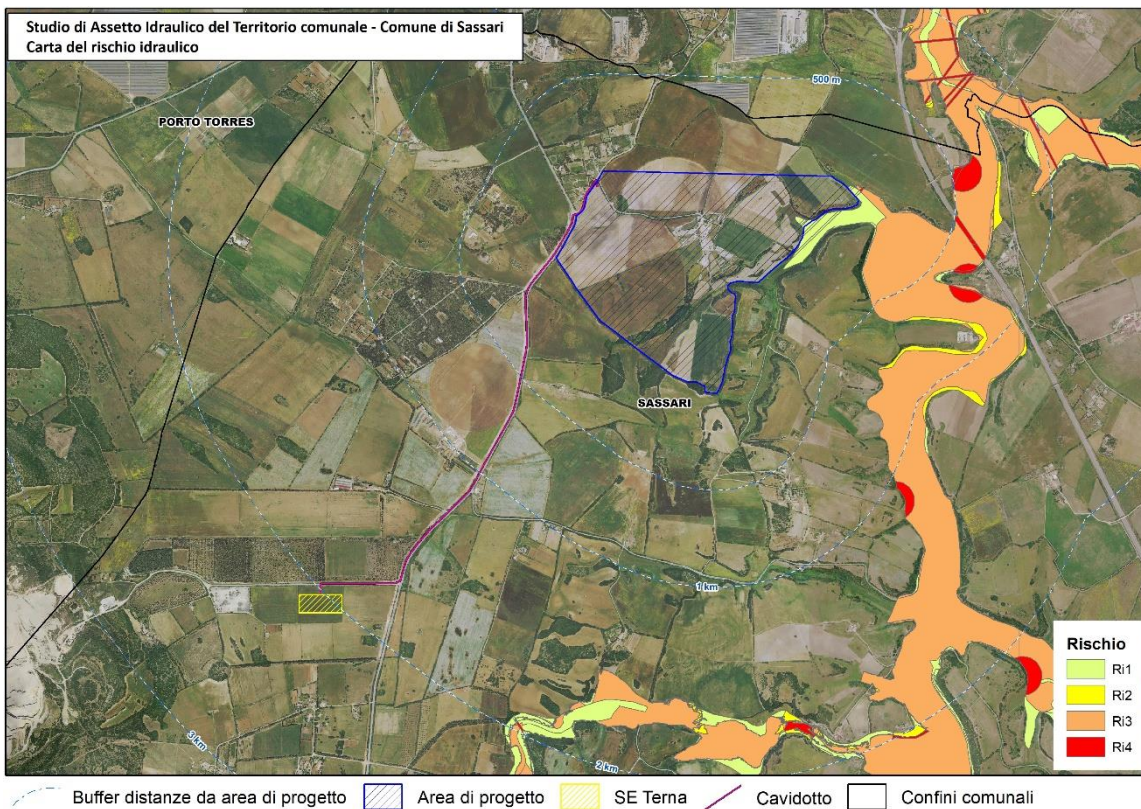 Studio di Assetto Idraulico del Territorio comunale - Comune di Sassari
Carta del rischio idraulico
500 m
PORTO TORRES
SASSARI
1 km
3 km
2 km
Rischio
Ri1
Ri2
Ri3
Ri4
Buffer distanze da area di progetto
Area di progetto
SE Terna
Cavidotto
Confini comunali